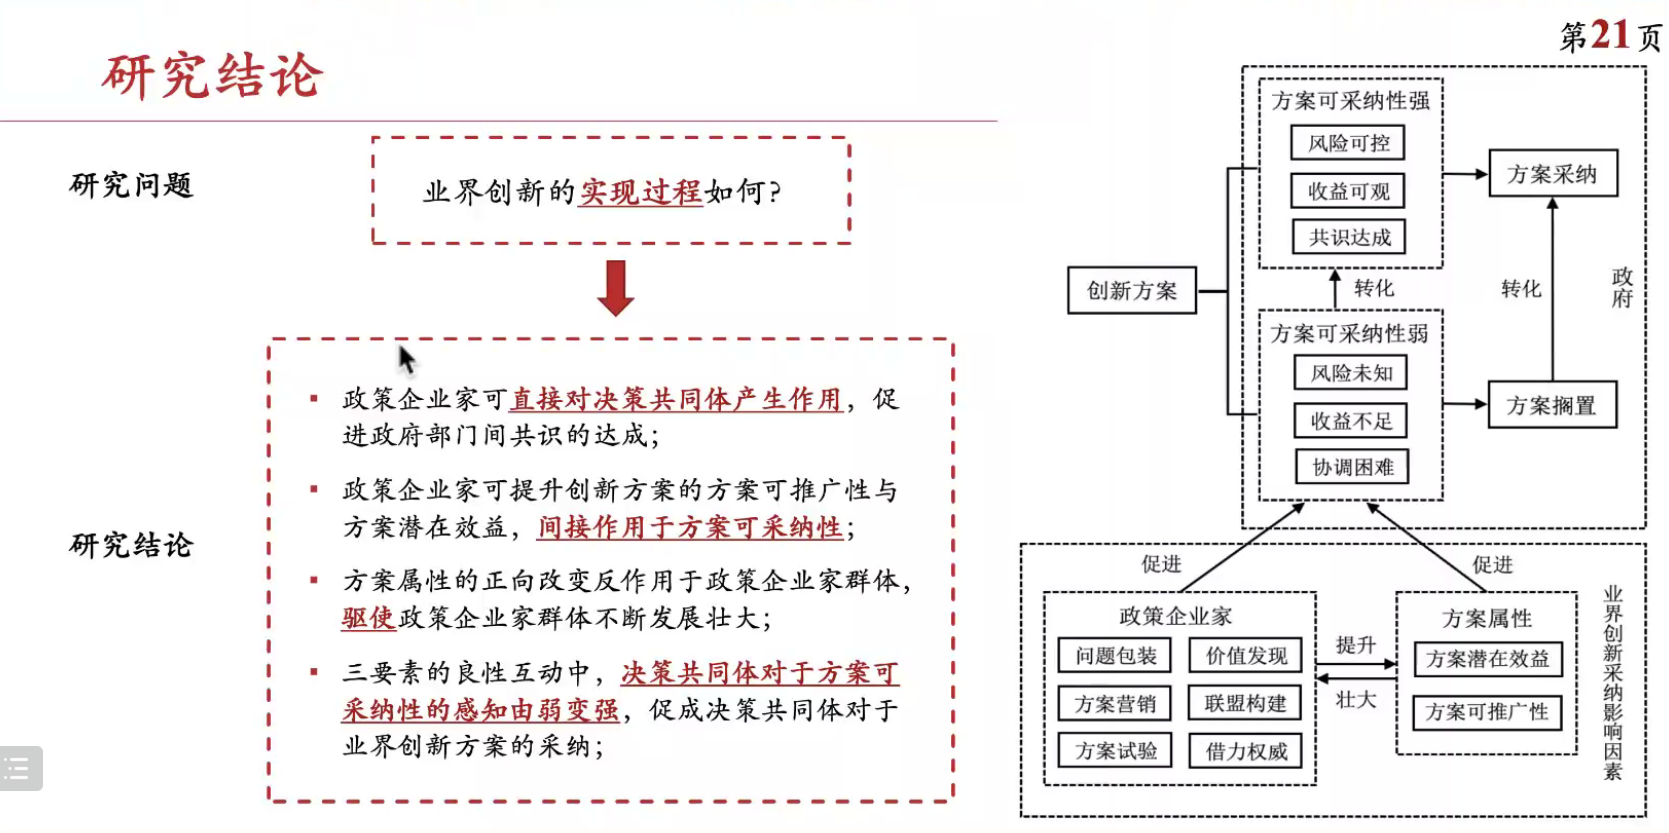 第21页
研究结论
研究问题
业界创新的实现过程如何?
研究结论
▪ 政策企业家可直接对决策共同体产生作用，促
进政府部门间共识的达成；
▪ 政策企业家可提升创新方案的方案可推广性与
方案潜在效益，间接作用于方案可采纳性；
▪ 方案属性的正向改变反作用于政策企业家群体，
驱使政策企业家群体不断发展壮大；
▪ 三要素的良性互动中，决策共同体对于方案可
采纳性的感知由弱变强，促成决策共同体对于
业界创新方案的采纳；
创新方案
方案可采纳性强
风险可控
收益可观
共识达成
方案采纳
转化
转化
政府
方案可采纳性弱
风险未知
收益不足
协调困难
方案搁置
促进
促进
政策企业家
问题包装
价值发现
方案营销
联盟构建
方案试验
借力权威
提升
壮大
方案属性
方案潜在效益
方案可推广性
业界创新采纳影响因素